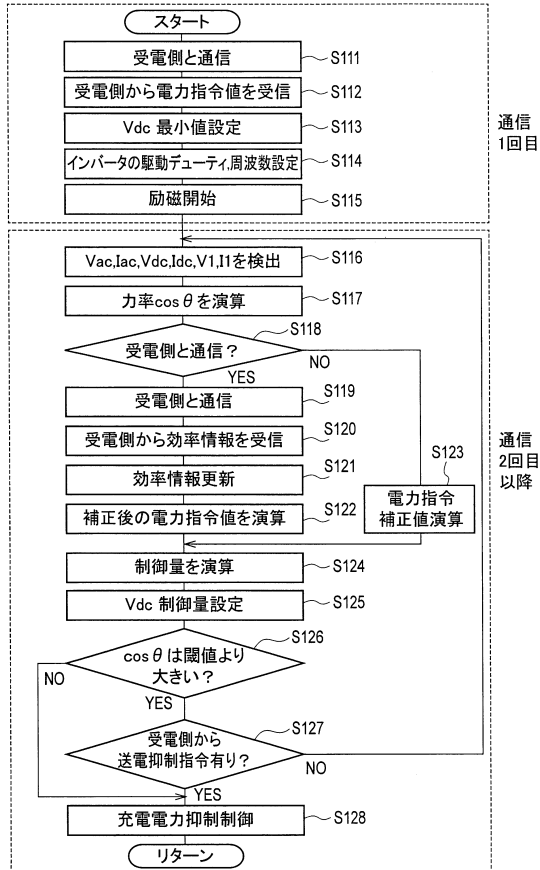 スタート
受電側と通信
S111
受電側から電力指令値を受信
S112
Vdc 最小値設定
S113
インバータの駆動デューティ,周波数設定
S114
励磁開始
S115
通信
1回目
Vac,Iac,Vdc,Idc,V1,I1を検出
S116
力率cosθを演算
S117
受電側と通信？
S118
NO
YES
受電側と通信
S119
受電側から効率情報を受信
S120
効率情報更新
S121
補正後の電力指令値を演算
S122
電力指令
補正値演算
S123
通信
2回目
以降
制御量を演算
S124
Vdc 制御量設定
S125
cosθは閾値より
大きい？
S126
NO
YES
受電側から
送電抑制指令有り？
S127
NO
YES
充電電力抑制制御
S128
リターン